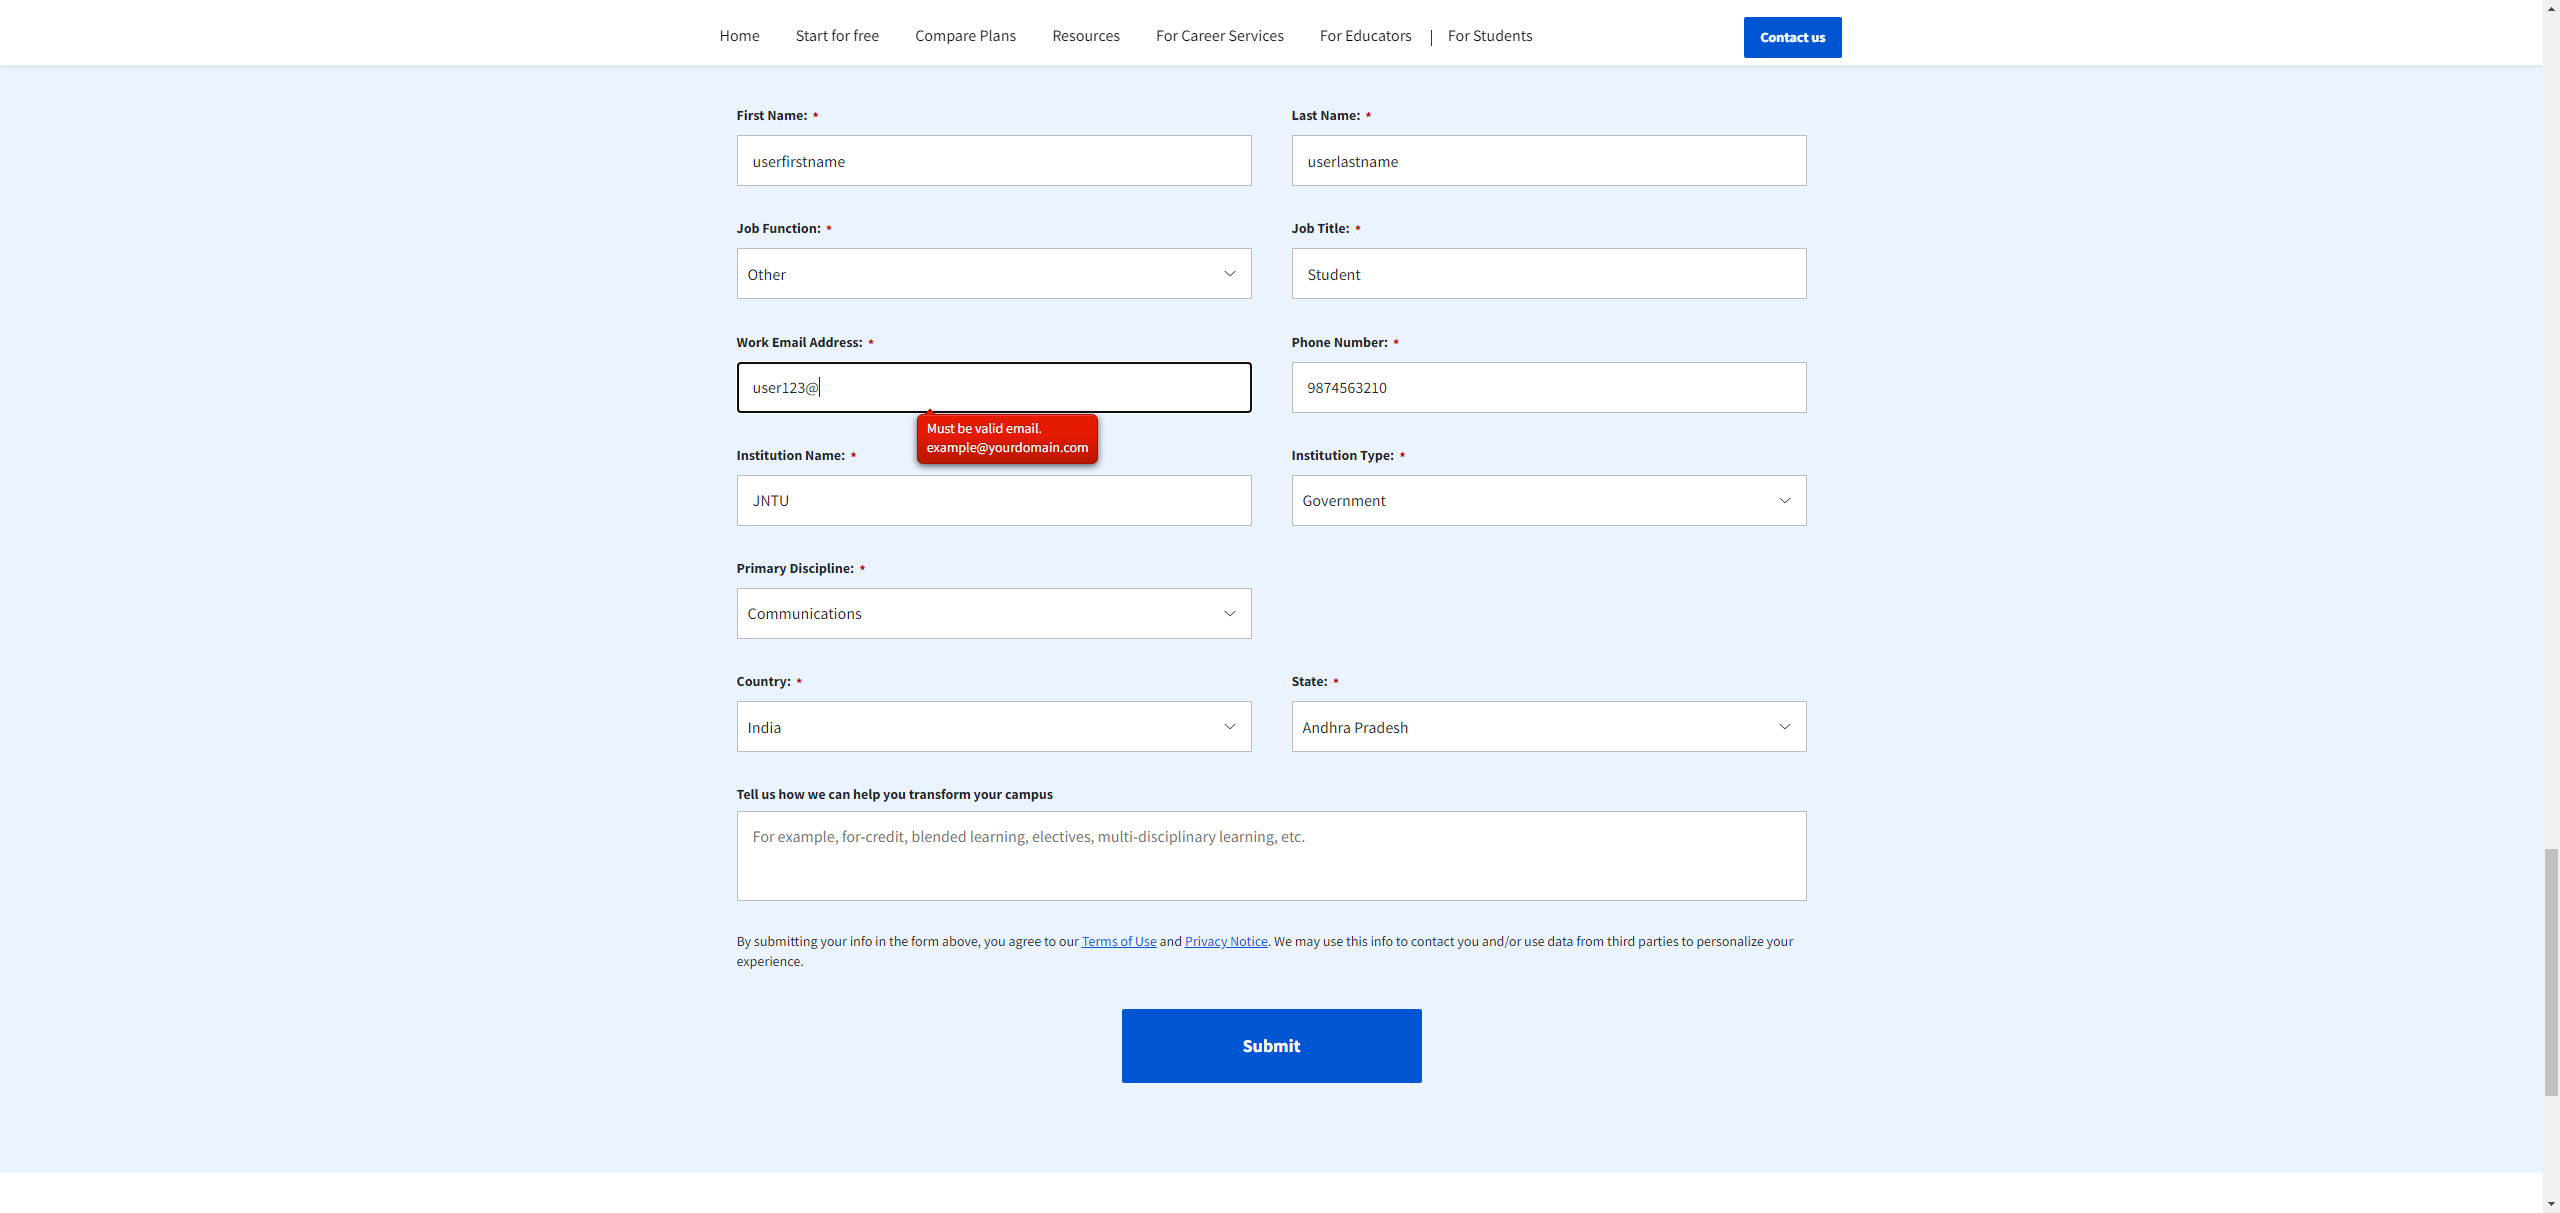 Home Start for free Compare Plans Resources For Career Services For Educators | For Students Contact us
First Name: * Last Name: *
userfirstname userlastname
Job Function: * Job Title: *
Other Student
Work Email Address: * Phone Number: *
user123@ 9874563210
Must be valid email.
example@yourdomain.com
Institution Name: * Institution Type: *
JNTU Government
Primary Discipline: *
Communications
Country: * State: *
India Andhra Pradesh
Tell us how we can help you transform your campus
For example, for-credit, blended learning, electives, multi-disciplinary learning, etc.
By submitting your info in the form above, you agree to our Terms of Use and Privacy Notice. We may use this info to contact you and/or use data from third parties to personalize your
experience.
Submit